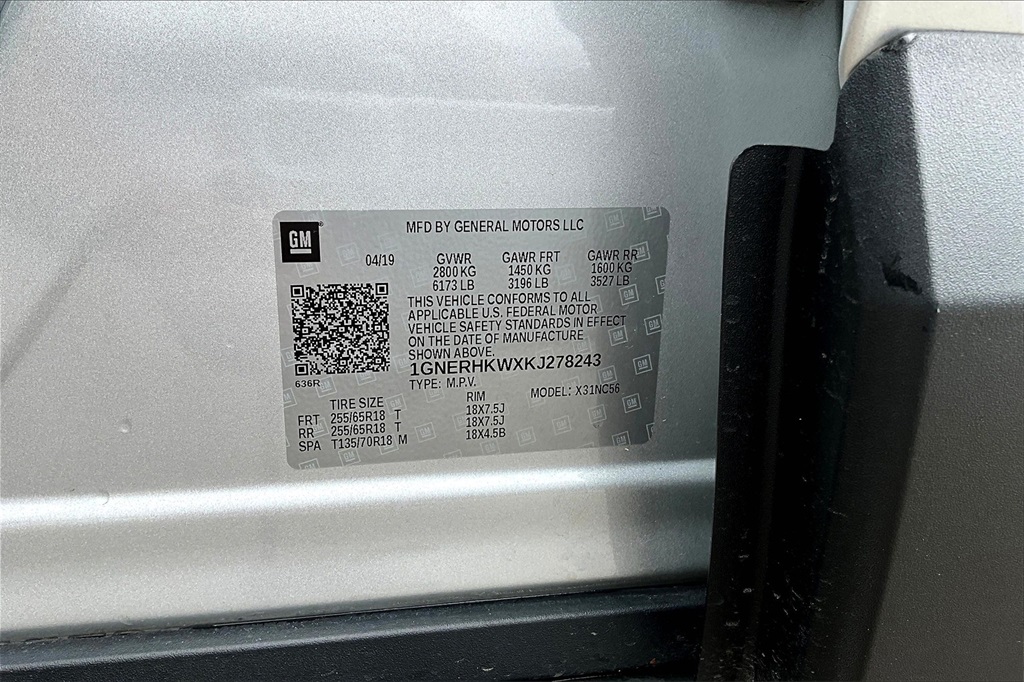 GM
MFD BY GENERAL MOTORS LLC
04/19 GVWR GAWR FRT GAWR RR
2800 KG 1450 KG 1600 KG
6173 LB 3196 LB 3527 LB
THIS VEHICLE CONFORMS TO ALL
APPLICABLE U.S. FEDERAL MOTOR
VEHICLE SAFETY STANDARDS IN EFFECT
ON THE DATE OF MANUFACTURE
SHOWN ABOVE.
1GNERHKWXKJ278243
636R
TYPE: M.P.V. MODEL: X31NC56
TIRE SIZE RIM
FRT 255/65R18 T 18X7.5J
RR 255/65R18 T 18X7.5J
SPA T135/70R18 M 18X4.5B